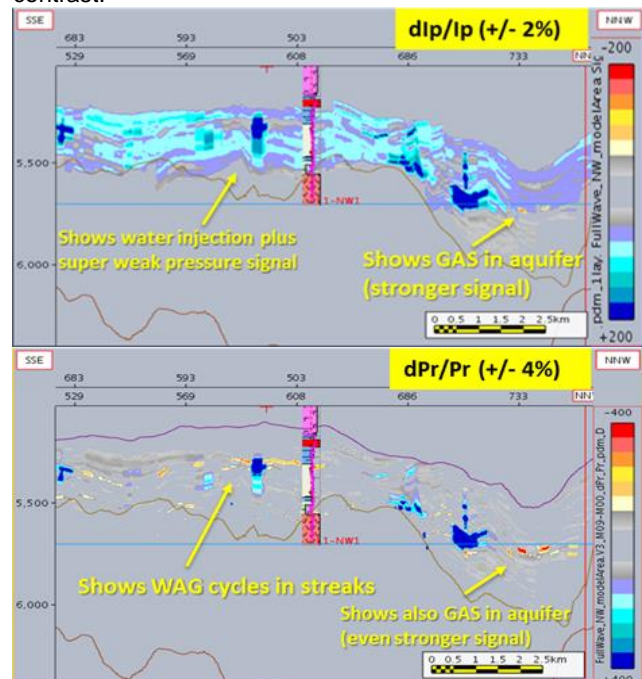 contrast.
dIp/Ip (+/- 2%)
SSE
NNW
683 593 503
529 608 686 733
5,500
6,000
1-NW1
Shows water injection plus
super weak pressure signal
Shows GAS in aquifer
(stronger signal)
0 0.5 1 1.5 2 2.5km
-200
+200
dPr/Pr (+/- 4%)
SSE
NNW
683 593 503
529 608 686 733
5,500
6,000
1-NW1
Shows WAG cycles in streaks
Shows also GAS in aquifer
(even stronger signal)
0 0.5 1 1.5 2 2.5km
-400
FullWave_NW_modelArea.V3_M09-M00_dPr_Pr_pdm_D